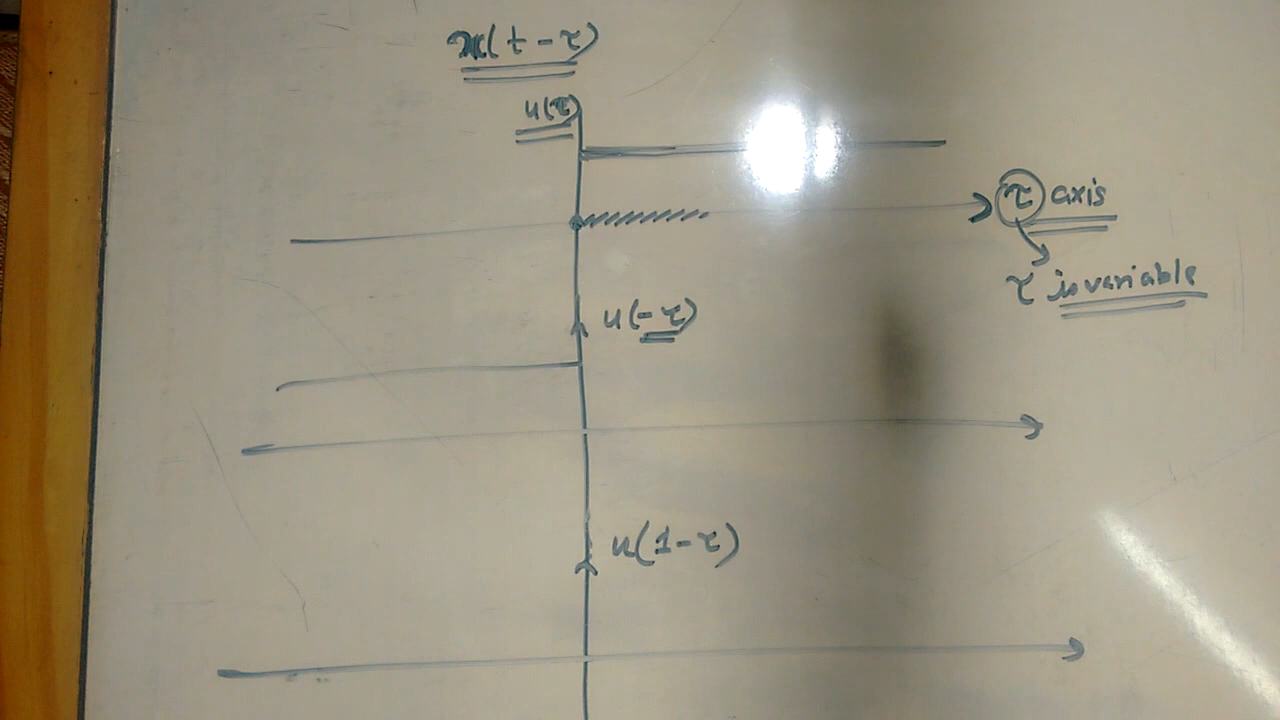 x(t-τ)
u(τ)
τ axis
τ is variable
u(-τ)
u(1-τ)